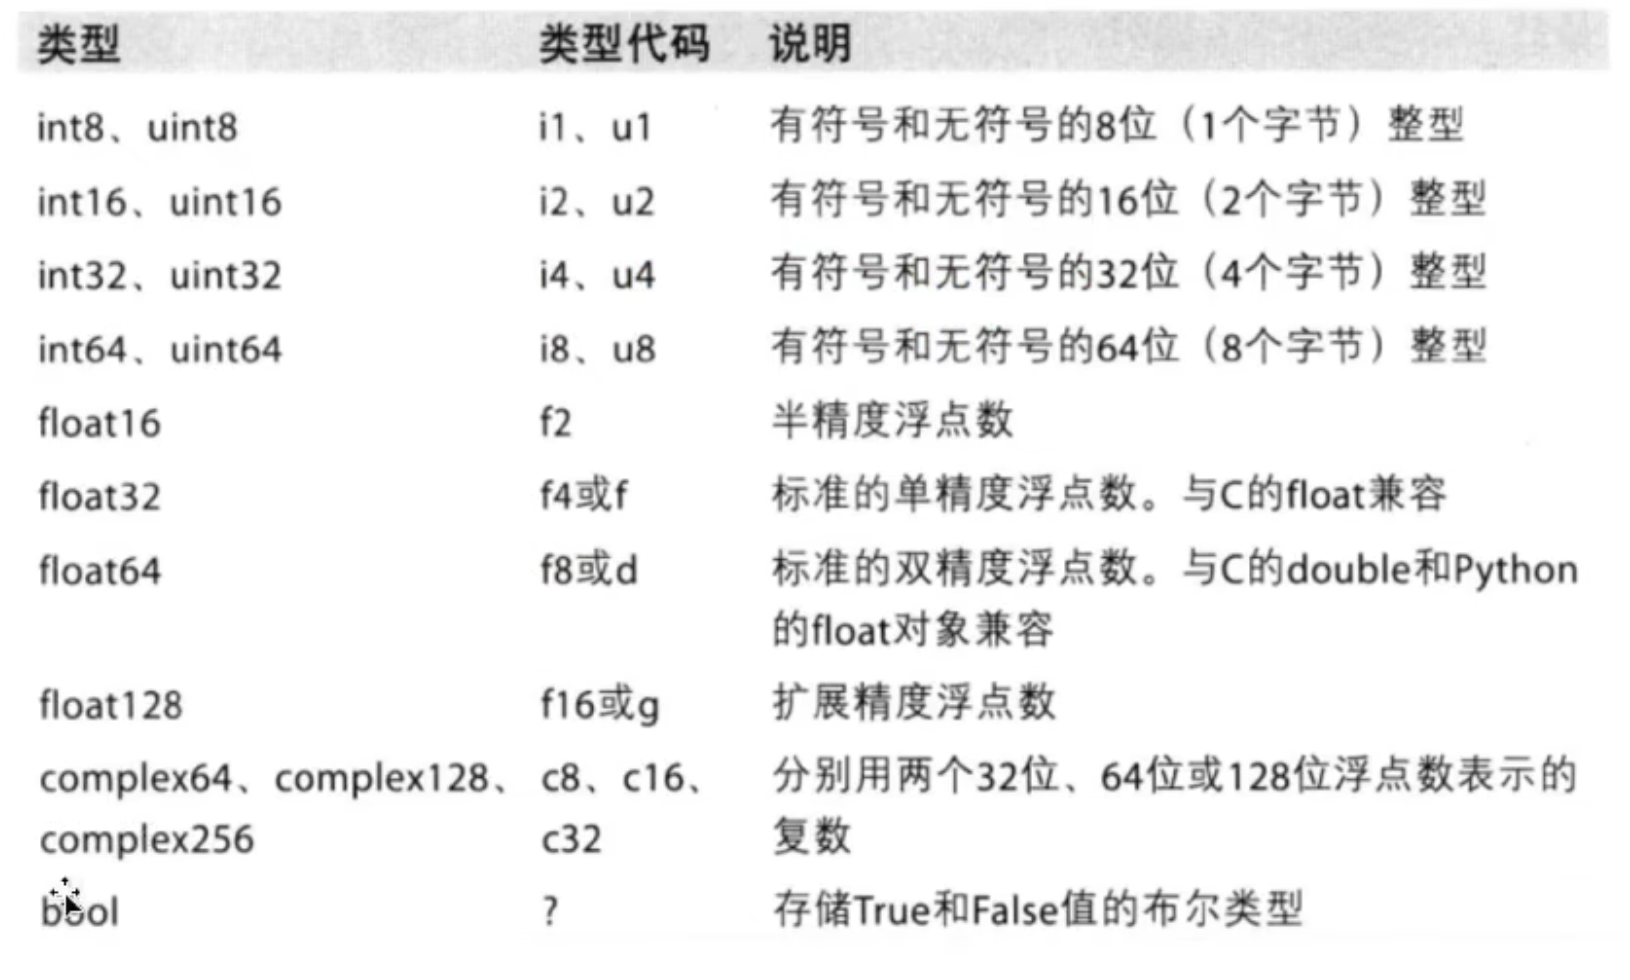 类型 类型代码 说明
int8、uint8 i1、u1 有符号和无符号的8位（1个字节）整型
int16、uint16 i2、u2 有符号和无符号的16位（2个字节）整型
int32、uint32 i4、u4 有符号和无符号的32位（4个字节）整型
int64、uint64 i8、u8 有符号和无符号的64位（8个字节）整型
float16 f2 半精度浮点数
float32 f4或f 标准的单精度浮点数。与C的float兼容
float64 f8或d 标准的双精度浮点数。与C的double和Python
的float对象兼容
float128 f16或g 扩展精度浮点数
complex64、complex128、 c8、c16、 分别用两个32位、64位或128位浮点数表示的
complex256 c32 复数
bool ? 存储True和False值的布尔类型